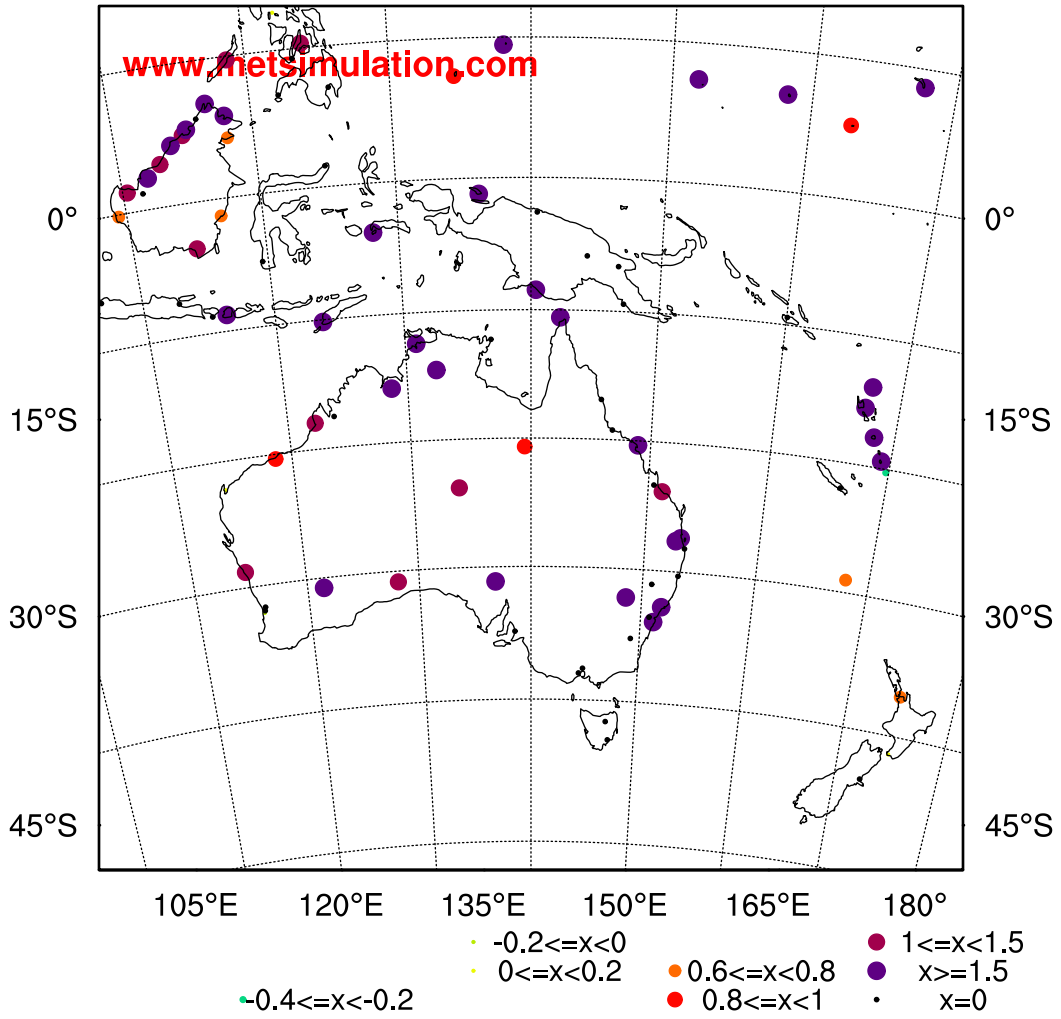 www.metsimulation.com
0° 0°
15°S 15°S
30°S 30°S
45°S 45°S
105°E 120°E 135°E 150°E 165°E 180°
-0.2<=x<0 1<=x<1.5
0<=x<0.2 0.6<=x<0.8 x>=1.5
-0.4<=x<-0.2 0.8<=x<1 x=0